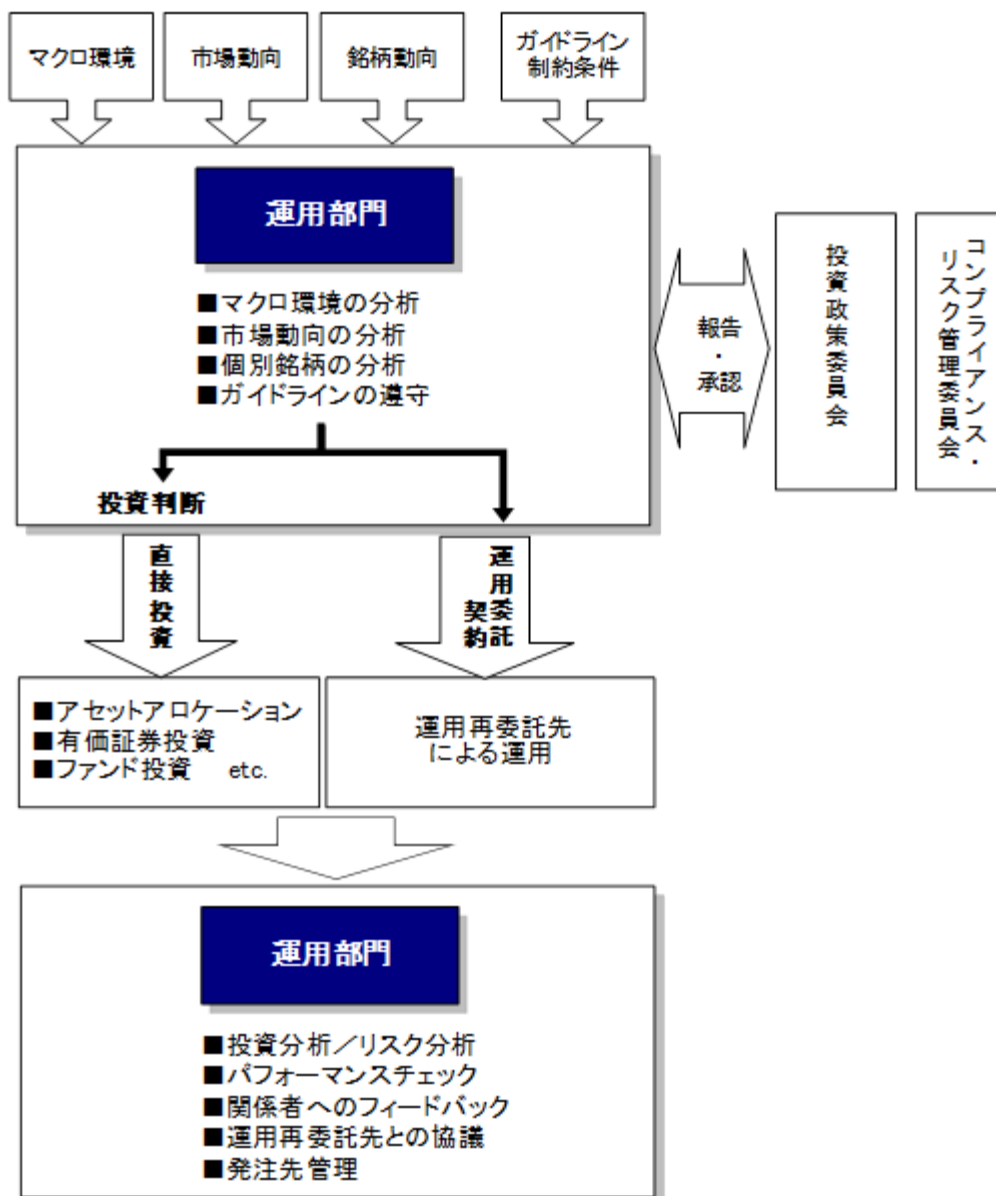 マクロ環境
市場動向
銘柄動向
ガイドライン
制約条件
運用部門
■マクロ環境の分析
■市場動向の分析
■個別銘柄の分析
■ガイドラインの遵守
報告
・
承認
投資政策委員会
コンプライアンス・
リスク管理委員会
投資判断
直接投資
運用委託
契約
■アセットアロケーション
■有価証券投資
■ファンド投資 etc.
運用再委託先
による運用
運用部門
■投資分析／リスク分析
■パフォーマンスチェック
■関係者へのフィードバック
■運用再委託先との協議
■発注先管理